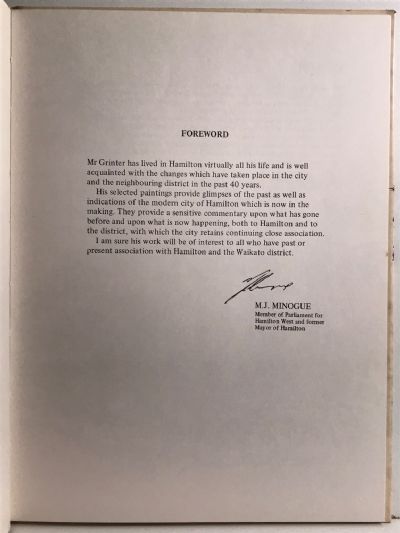 FOREWORD
Mr Grinter has lived in Hamilton virtually all his life and is well
acquainted with the changes which have taken place in the city
and the neighbouring district in the past 40 years.
His selected paintings provide glimpses of the past as well as
indications of the modern city of Hamilton which is now in the
making. They provide a sensitive commentary upon what has gone
before and upon what is now happening, both to Hamilton and to
the district, with which the city retains continuing close association.
I am sure his work will be of interest to all who have past or
present association with Hamilton and the Waikato district.
M.J. MINOGUE
Member of Parliament for
Hamilton West and former
Mayor of Hamilton